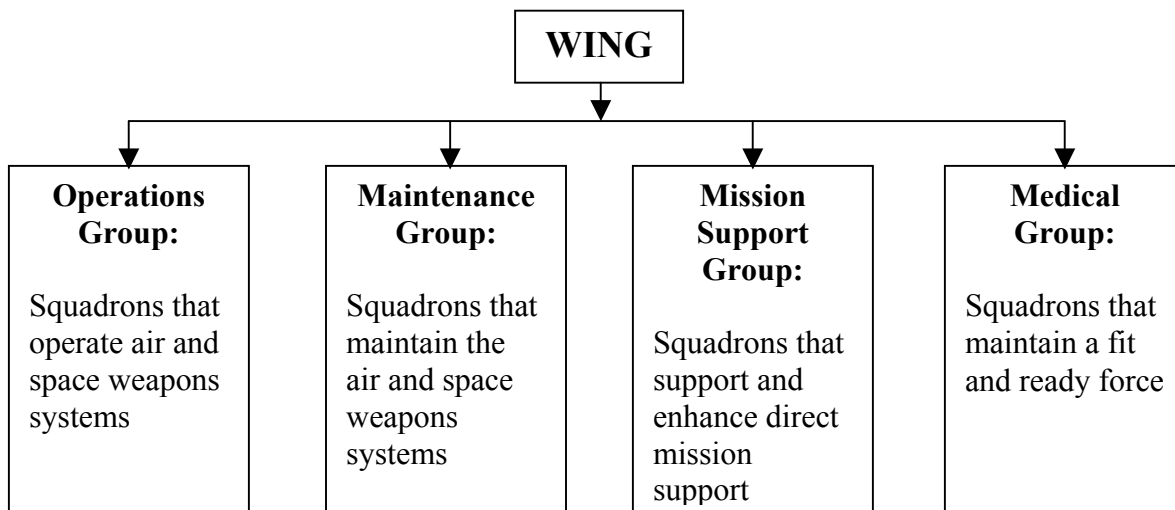 WING
Operations
Group:
Squadrons that
operate air and
space weapons
systems
Maintenance
Group:
Squadrons that
maintain the
air and space
weapons
systems
Mission
Support
Group:
Squadrons that
support and
enhance direct
mission
support
Medical
Group:
Squadrons that
maintain a fit
and ready force